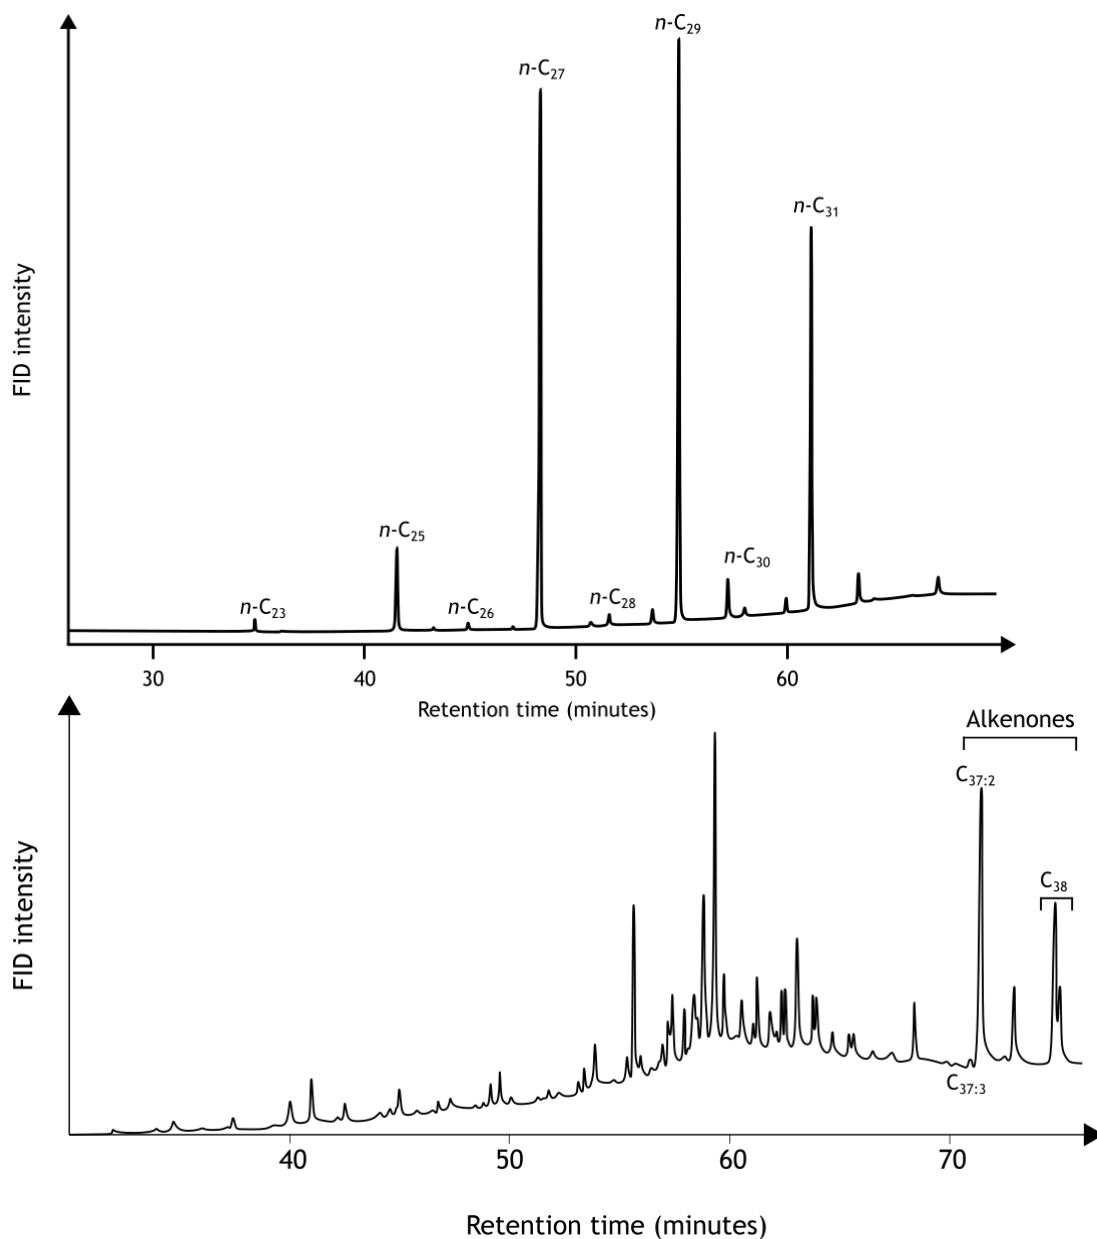 n-C₂₉
n-C₂₇
n-C₃₁
FID intensity
n-C₂₅
n-C₃₀
n-C₂₃
n-C₂₆
n-C₂₈
30 40 50 60
Retention time (minutes)
Alkenones
C₃₇:₂
FID intensity
C₃₈
C₃₇:₃
40 50 60 70
Retention time (minutes)